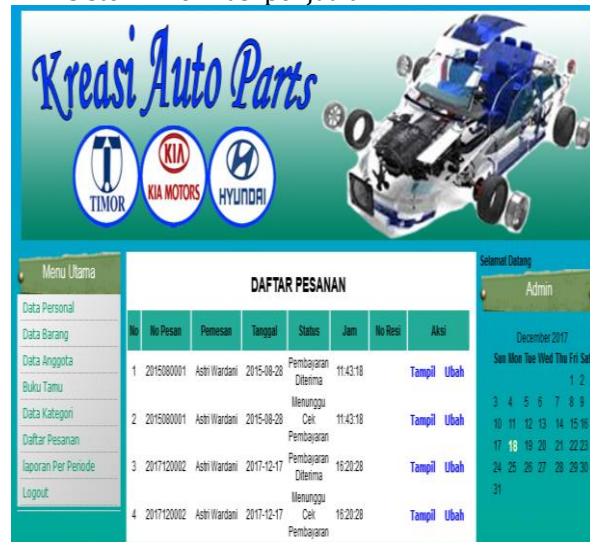 Kreasi Auto Parts
TIMOR
KIA
KIA MOTORS
HYUNDAI
Menu Utama
Data Personal
Data Barang
Data Anggota
Buku Tamu
Data Kategori
Daftar Pesanan
laporan Per Periode
Logout
DAFTAR PESANAN
No No Pesan Pemesan Tanggal Status Jam No Resi Aksi
1 2015080001 Astri Wardani 2015-08-28 Pembayaran Diterima 11:43:18 Tampil Ubah
2 2015080001 Astri Wardani 2015-08-28 Menunggu Cek Pembayaran 11:43:18 Tampil Ubah
3 2017120002 Astri Wardani 2017-12-17 Pembayaran Diterima 16:20:28 Tampil Ubah
4 2017120002 Astri Wardani 2017-12-17 Menunggu Cek Pembayaran 16:20:28 Tampil Ubah
Selamat Datang
Admin
December 2017
Sun Mon Tue Wed Thu Fri Sat
1 2
3 4 5 6 7 8 9
10 11 12 13 14 15 16
17 18 19 20 21 22 23
24 25 26 27 28 29 30
31